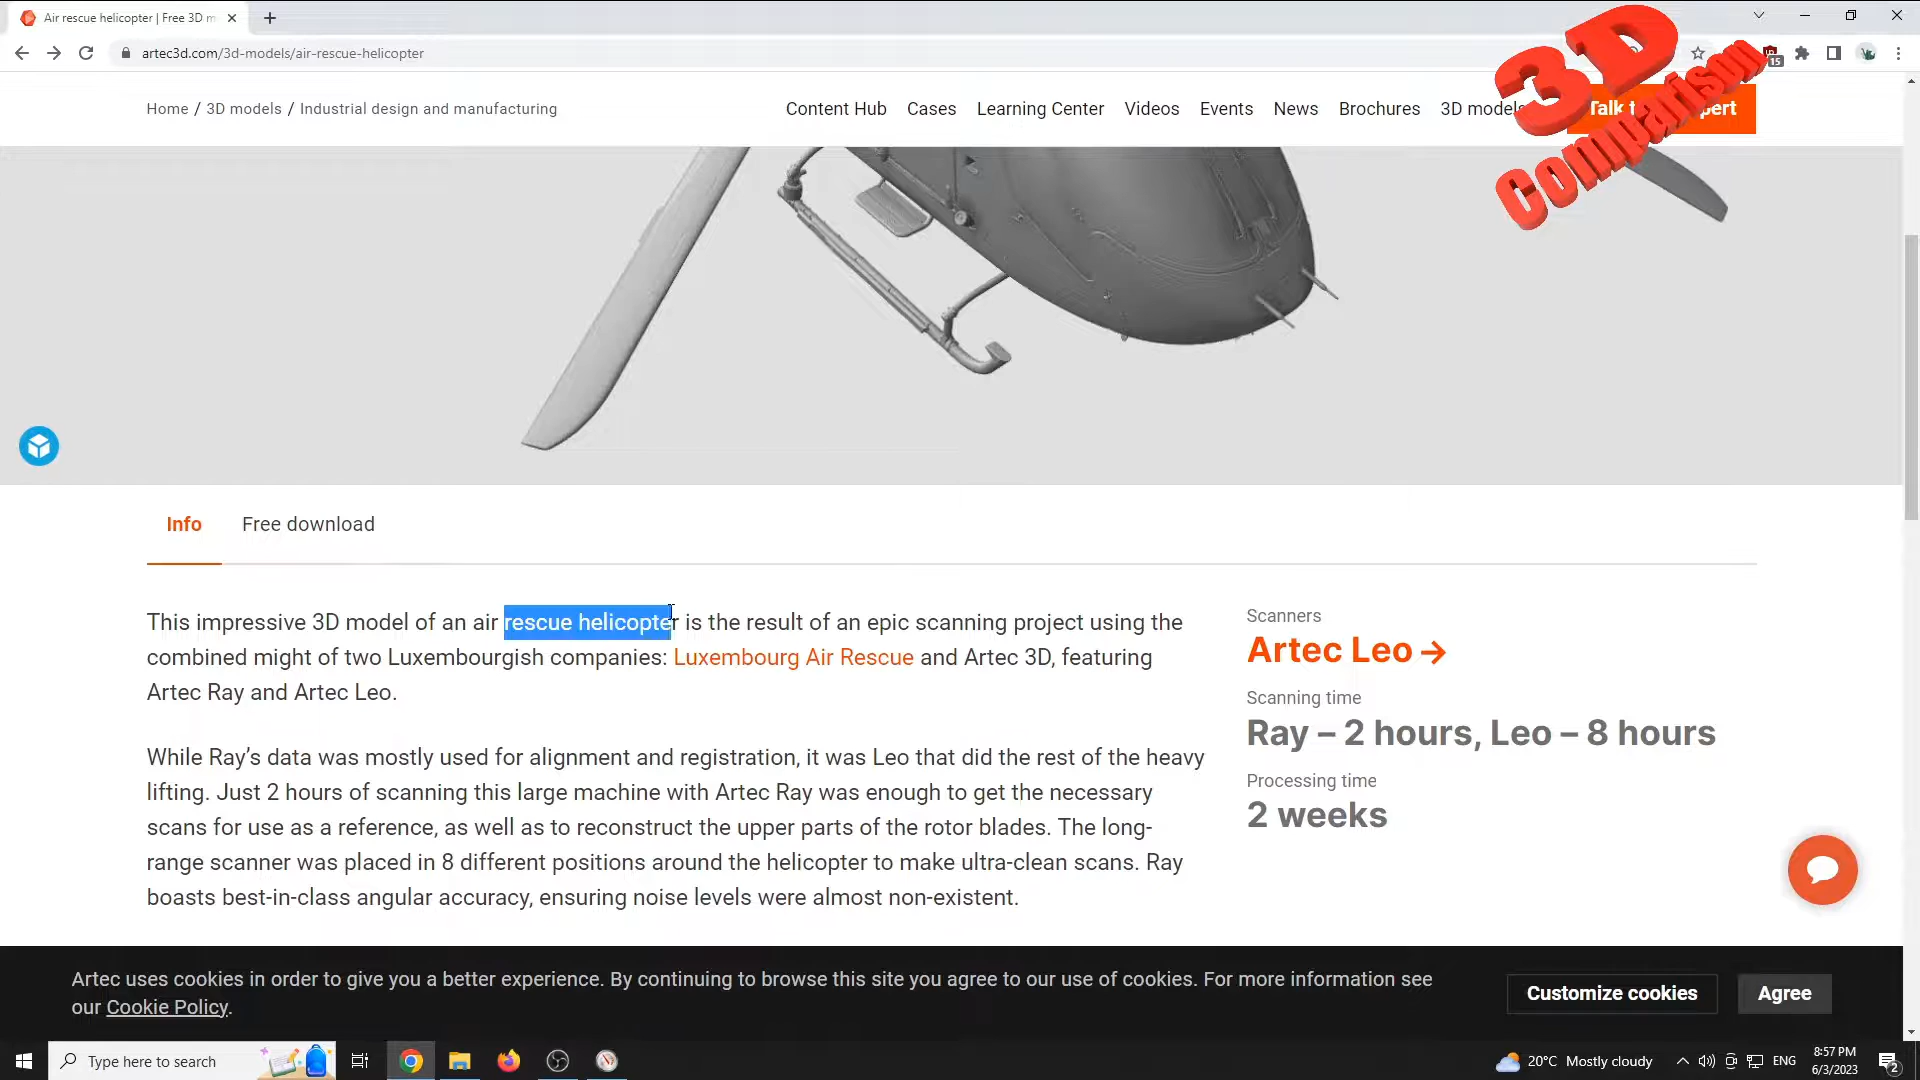 Air rescue helicopter | Free 3D m
artec3d.com/3d-models/air-rescue-helicopter
15
3D
Comparison
Home / 3D models / Industrial design and manufacturing
Content Hub Cases Learning Center Videos Events News Brochures 3D models
Talk t pert
Info Free download
This impressive 3D model of an air rescue helicopter is the result of an epic scanning project using the
combined might of two Luxembourgish companies: Luxembourg Air Rescue and Artec 3D, featuring
Artec Ray and Artec Leo.
While Ray’s data was mostly used for alignment and registration, it was Leo that did the rest of the heavy
lifting. Just 2 hours of scanning this large machine with Artec Ray was enough to get the necessary
scans for use as a reference, as well as to reconstruct the upper parts of the rotor blades. The long-
range scanner was placed in 8 different positions around the helicopter to make ultra-clean scans. Ray
boasts best-in-class angular accuracy, ensuring noise levels were almost non-existent.
Scanners
Artec Leo →
Scanning time
Ray – 2 hours, Leo – 8 hours
Processing time
2 weeks
Artec uses cookies in order to give you a better experience. By continuing to browse this site you agree to our use of cookies. For more information see
our Cookie Policy.
Customize cookies
Agree
Type here to search
20°C Mostly cloudy
ENG
8:57 PM
6/3/2023
2